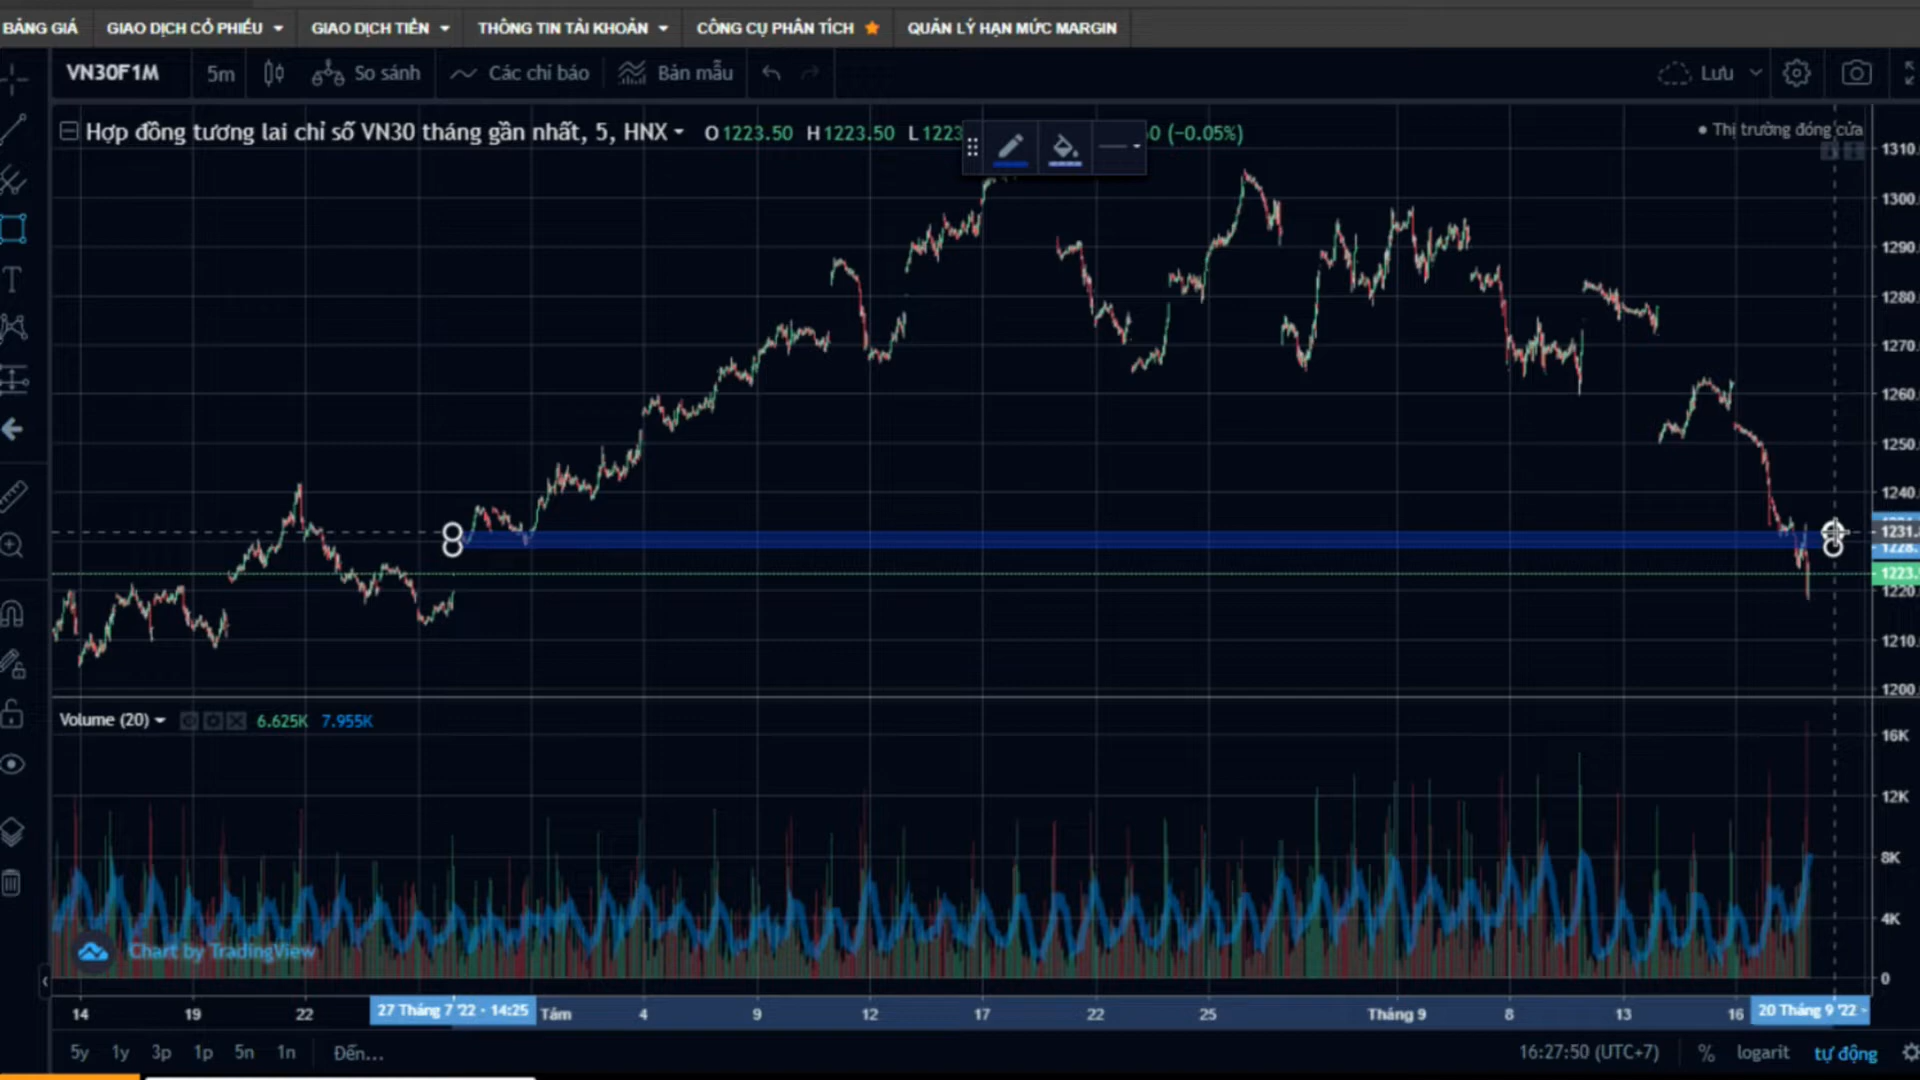 BẢNG GIÁ GIAO DỊCH CỔ PHIẾU GIAO DỊCH TIỀN THÔNG TIN TÀI KHOẢN CÔNG CỤ PHÂN TÍCH QUẢN LÝ HẠN MỨC MARGIN
VN30F1M 5m So sánh Các chỉ báo Bản mẫu Lưu
Hợp đồng tương lai chỉ số VN30 tháng gần nhất, 5, HNX O1223.50 H1223.50 L1223 0 (−0.05%) Thị trường đóng cửa
1310.
1300.
1290.
1280.
1270.
1260.
1250.
1240.
1231.
1228.
1223.
1220.
1210.
1200.
Volume (20) 6.625K 7.955K
16K
12K
8K
4K
0
Chart by TradingView
14 19 22 27 Tháng 7 '22 - 14:25 Tám 4 9 12 17 22 25 Tháng 9 8 13 16 20 Tháng 9 '22 -
5y 1y 3p 1p 5n 1n Đến... 16:27:50 (UTC+7) % logarit tự động